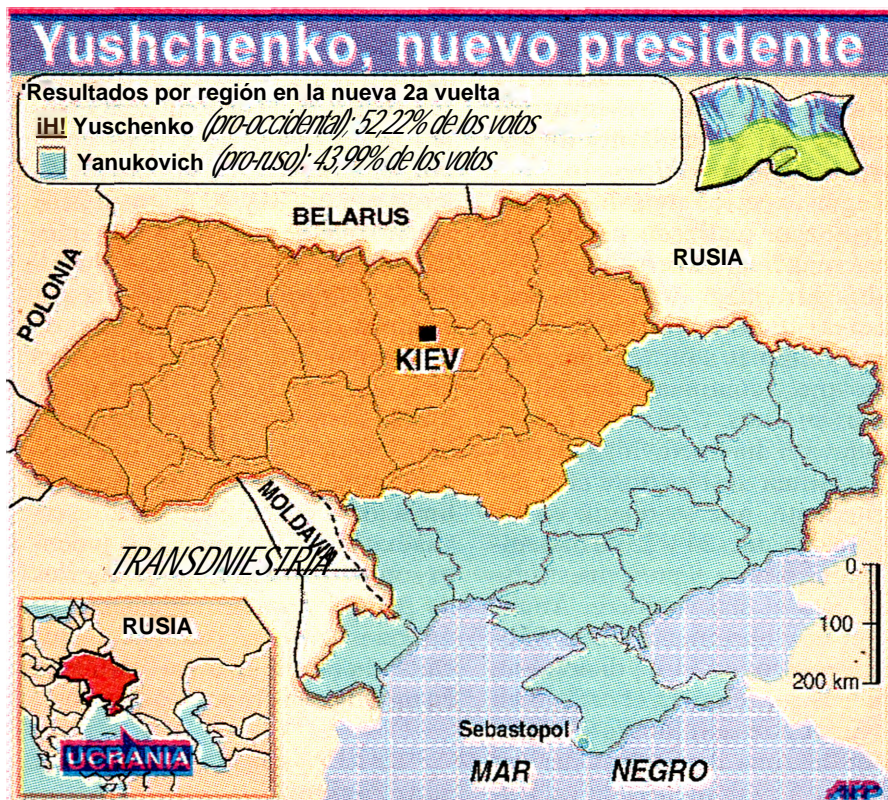 Yushchenko, nuevo presidente
'Resultados por región en la nueva 2a vuelta
iH! Yuschenko (pro-occidental); 52,22% de los votos
Yanukovich (pro-ruso): 43,99% de los votos
BELARUS
RUSIA
POLONIA
KIEV
MOLDAVIA
TRANSDNIESTRIA
0
100
200 km
RUSIA
UCRANIA
Sebastopol
MAR NEGRO
AFP